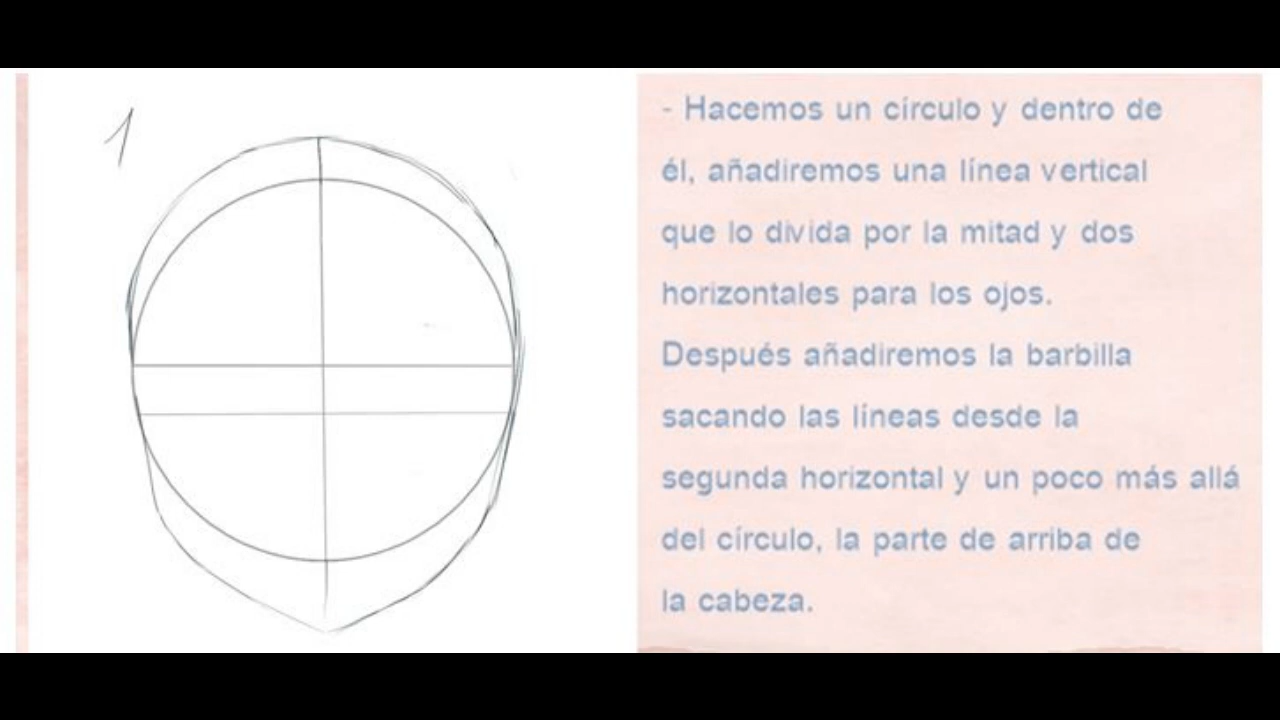 1
- Hacemos un círculo y dentro de
él, añadiremos una línea vertical
que lo divida por la mitad y dos
horizontales para los ojos.
Después añadiremos la barbilla
sacando las líneas desde la
segunda horizontal y un poco más allá
del círculo, la parte de arriba de
la cabeza.